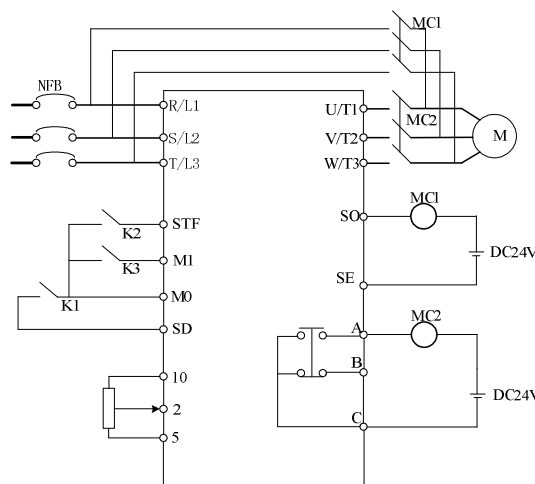 MC1
NFB
R/L1
U/T1
MC2
M
S/L2
V/T2
T/L3
W/T3
MC1
STF
SO
K2
DC24V
M1
K3
SE
M0
K1
SD
A
MC2
B
10
2
DC24V
C
5